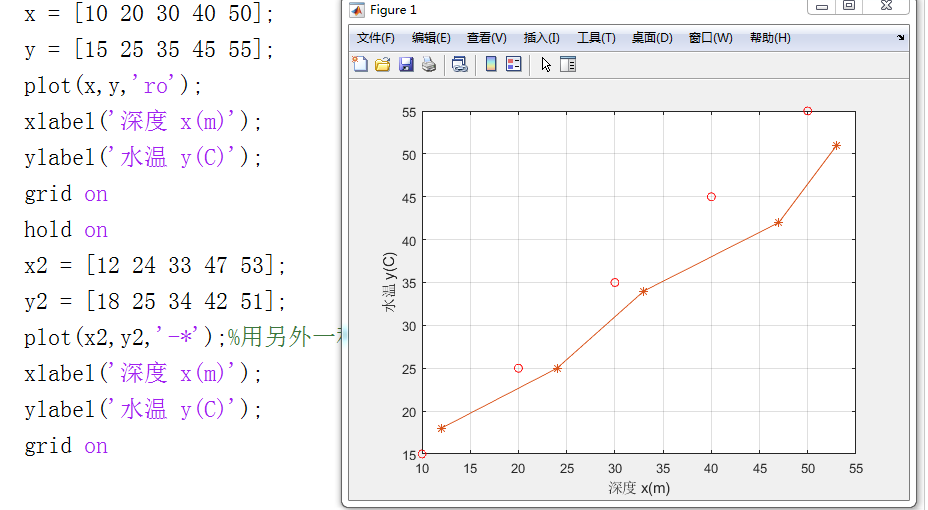 x = [10 20 30 40 50];
y = [15 25 35 45 55];
plot(x,y,'ro');
xlabel('深度 x(m)');
ylabel('水温 y(C)');
grid on
hold on
x2 = [12 24 33 47 53];
y2 = [18 25 34 42 51];
plot(x2,y2,'-*');%用另外一
xlabel('深度 x(m)');
ylabel('水温 y(C)');
grid on
Figure 1
文件(F) 编辑(E) 查看(V) 插入(I) 工具(T) 桌面(D) 窗口(W) 帮助(H)
55
50
45
40
35
30
25
20
15
水温 y(C)
10 15 20 25 30 35 40 45 50 55
深度 x(m)